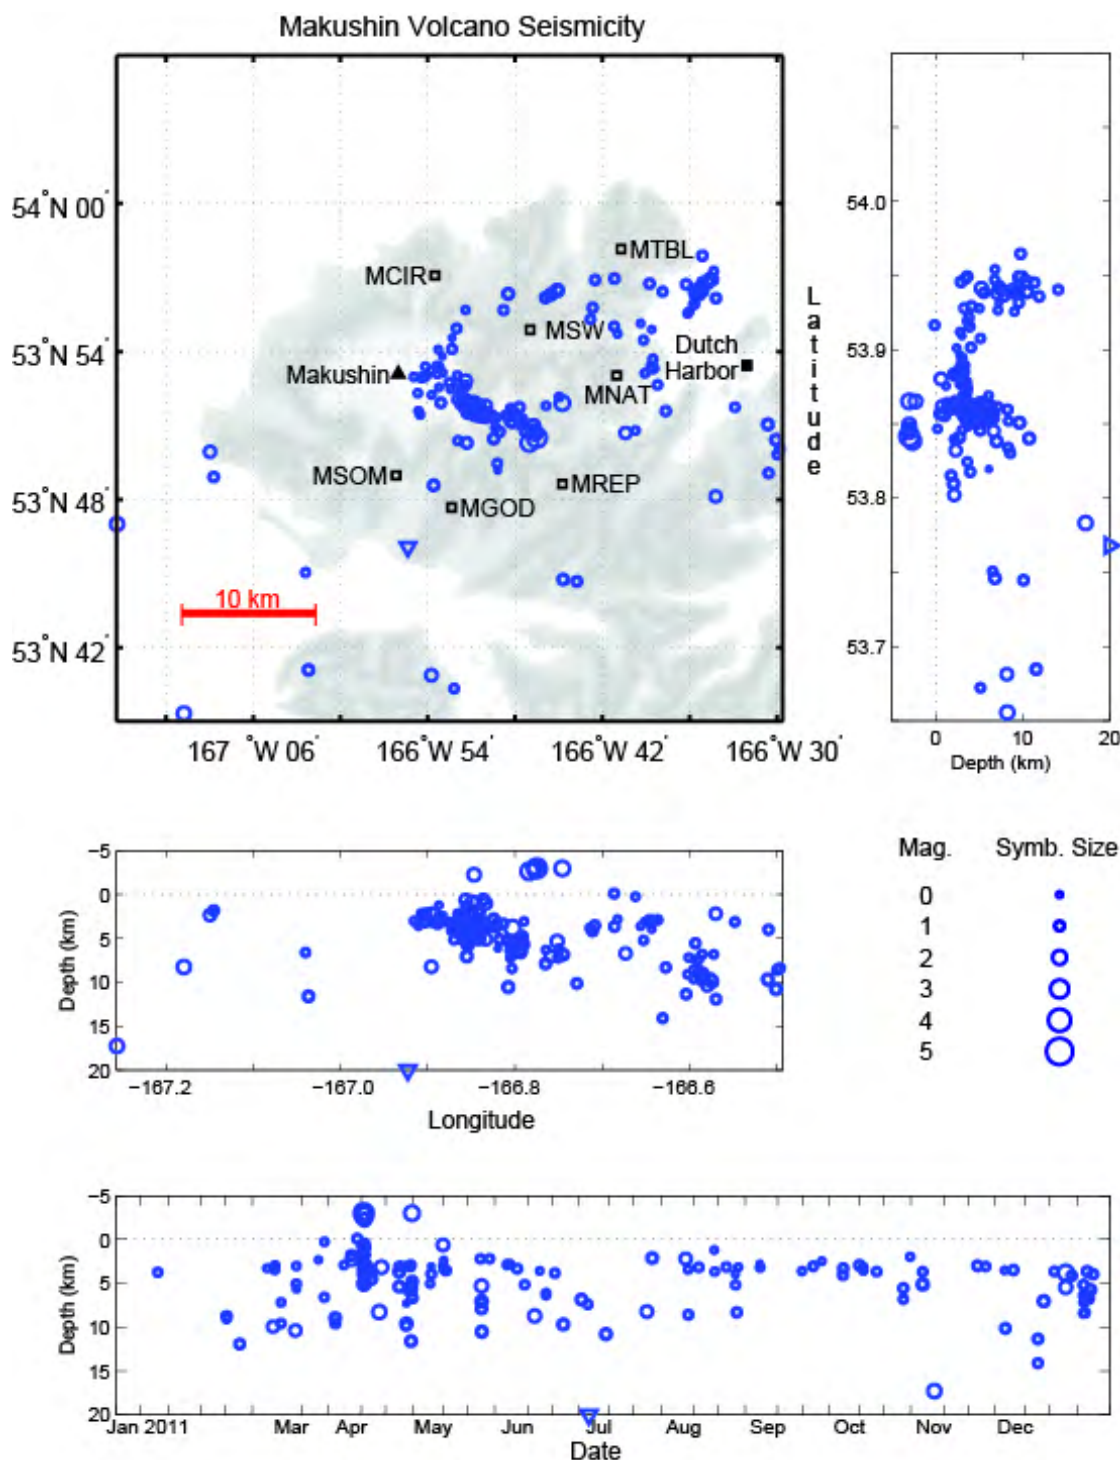 Makushin Volcano Seismicity
54°N 00'
53°N 54'
53°N 48'
53°N 42'
167°W 06'
166°W 54'
166°W 42'
166°W 30'
MTBL
MCIR
MSW
Dutch
Harbor
Makushin
MNAT
MSOM
MREP
MGOD
10 km
Latitude
54.0
53.9
53.8
53.7
0
10
20
Depth (km)
-5
0
5
10
15
20
Depth (km)
-167.2
-167.0
-166.8
-166.6
Longitude
Mag. Symb. Size
0
1
2
3
4
5
-5
0
5
10
15
20
Depth (km)
Jan 2011 Mar Apr May Jun Jul Aug Sep Oct Nov Dec
Date